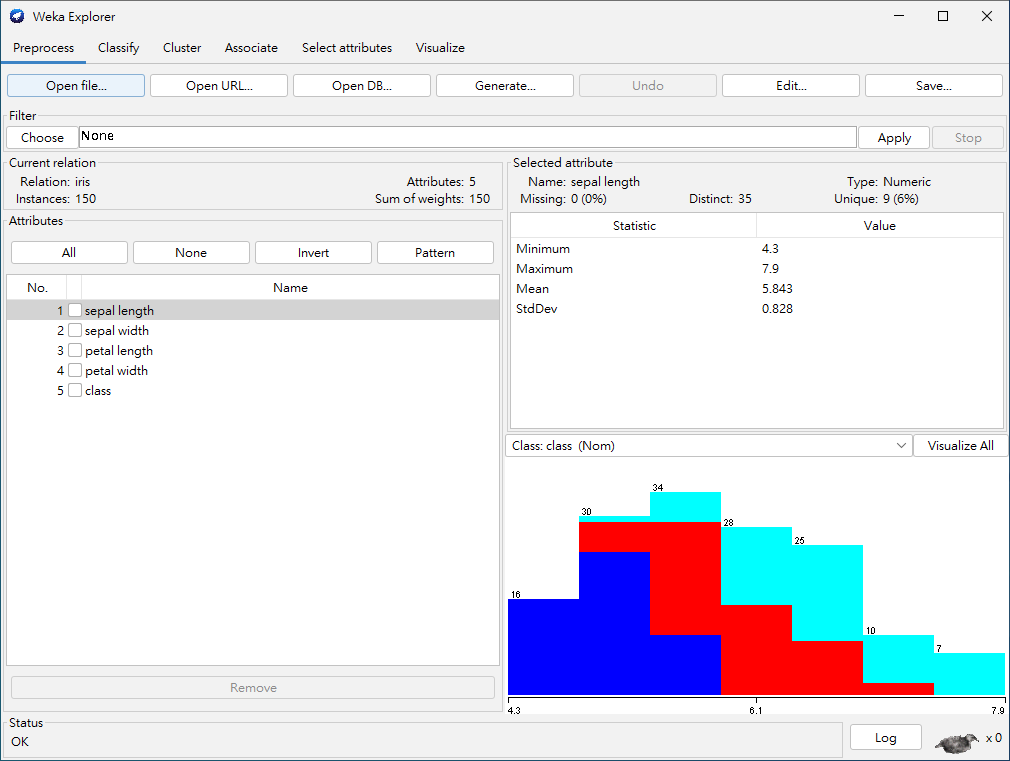 Weka Explorer
Preprocess Classify Cluster Associate Select attributes Visualize
Open file... Open URL... Open DB... Generate... Undo Edit... Save...
Filter
Choose None Apply Stop
Current relation
Relation: iris Attributes: 5
Instances: 150 Sum of weights: 150
Attributes
All None Invert Pattern
No. Name
1 sepal length
2 sepal width
3 petal length
4 petal width
5 class
Remove
Selected attribute
Name: sepal length Type: Numeric
Missing: 0 (0%) Distinct: 35 Unique: 9 (6%)
Statistic Value
Minimum 4.3
Maximum 7.9
Mean 5.843
StdDev 0.828
Class: class (Nom) Visualize All
34
30
28
25
16
10
7
4.3 6.1 7.9
Status
OK
Log x 0